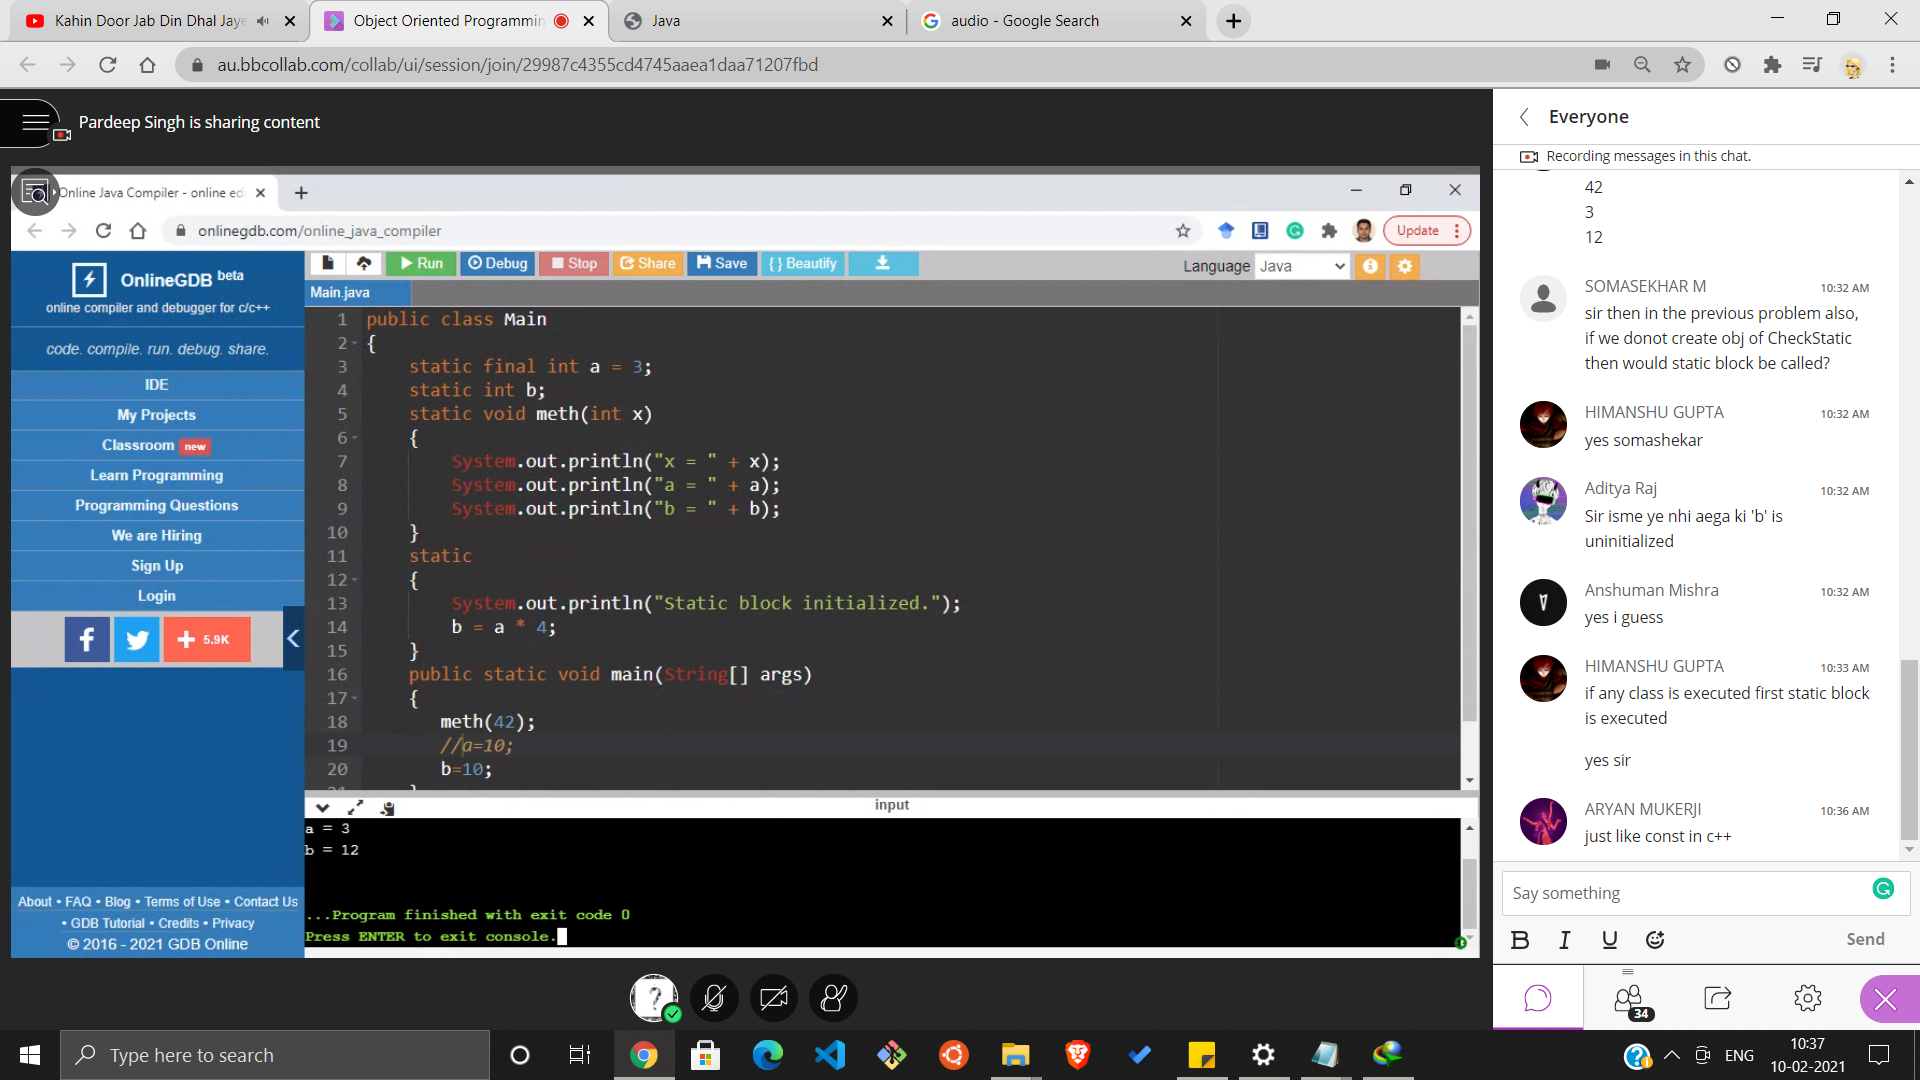 Kahin Door Jab Din Dhal Jaye
Object Oriented Programmin
Java
audio - Google Search
au.bbcollab.com/collab/ui/session/join/29987c4355cd4745aaea1daa71207fbd
Pardeep Singh is sharing content
Online Java Compiler - online edi
onlinegdb.com/online_java_compiler
Update
OnlineGDB beta
online compiler and debugger for c/c++
code. compile. run. debug. share.
IDE
My Projects
Classroom new
Learn Programming
Programming Questions
We are Hiring
Sign Up
Login
f
+ 5.9K
About • FAQ • Blog • Terms of Use • Contact Us
• GDB Tutorial • Credits • Privacy
© 2016 - 2021 GDB Online
Run
Debug
Stop
Share
Save
{ } Beautify
Language Java
Main.java
1 public class Main
2 {
3 static final int a = 3;
4 static int b;
5 static void meth(int x)
6 {
7 System.out.println("x = " + x);
8 System.out.println("a = " + a);
9 System.out.println("b = " + b);
10 }
11 static
12 {
13 System.out.println("Static block initialized.");
14 b = a * 4;
15 }
16 public static void main(String[] args)
17 {
18 meth(42);
19 //a=10;
20 b=10;
21 }
input
a = 3
b = 12
...Program finished with exit code 0
Press ENTER to exit console.
Everyone
Recording messages in this chat.
42
3
12
SOMASEKHAR M 10:32 AM
sir then in the previous problem also,
if we donot create obj of CheckStatic
then would static block be called?
HIMANSHU GUPTA 10:32 AM
yes somashekar
Aditya Raj 10:32 AM
Sir isme ye nhi aega ki 'b' is
uninitialized
Anshuman Mishra 10:32 AM
yes i guess
HIMANSHU GUPTA 10:33 AM
if any class is executed first static block
is executed
yes sir
ARYAN MUKERJI 10:36 AM
just like const in c++
Say something
B I U
Send
34
Type here to search
ENG
10:37
10-02-2021